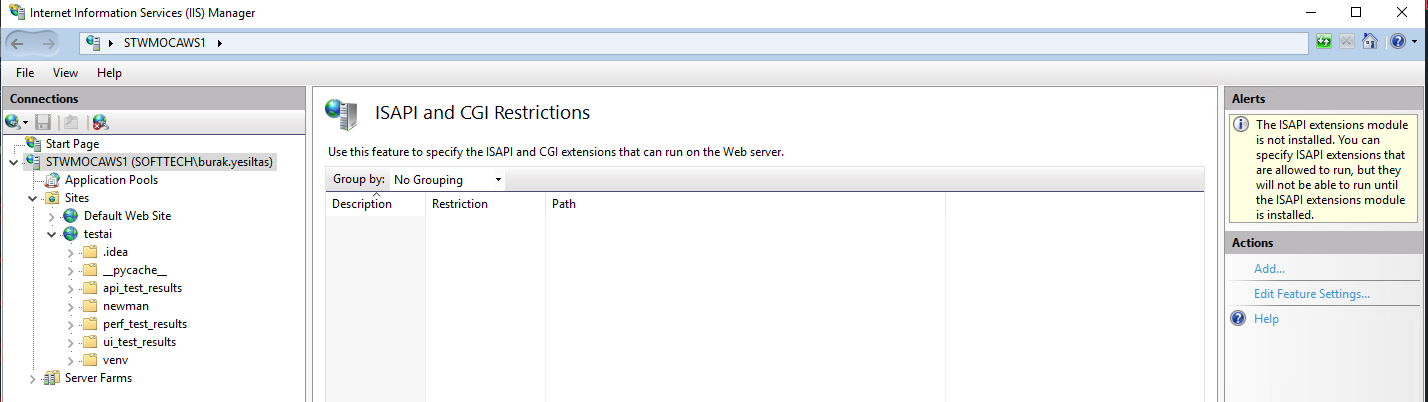 Internet Information Services (IIS) Manager
STWMOCAWS1
File View Help
Connections
Start Page
STWMOCAWS1 (SOFTTECH\burak.yesiltas)
Application Pools
Sites
Default Web Site
testai
.idea
__pycache__
api_test_results
newman
perf_test_results
ui_test_results
venv
Server Farms
ISAPI and CGI Restrictions
Use this feature to specify the ISAPI and CGI extensions that can run on the Web server.
Group by: No Grouping
Description Restriction Path
Alerts
The ISAPI extensions module
is not installed. You can
specify ISAPI extensions that
are allowed to run, but they
will not be able to run until
the ISAPI extensions module
is installed.
Actions
Add...
Edit Feature Settings...
Help